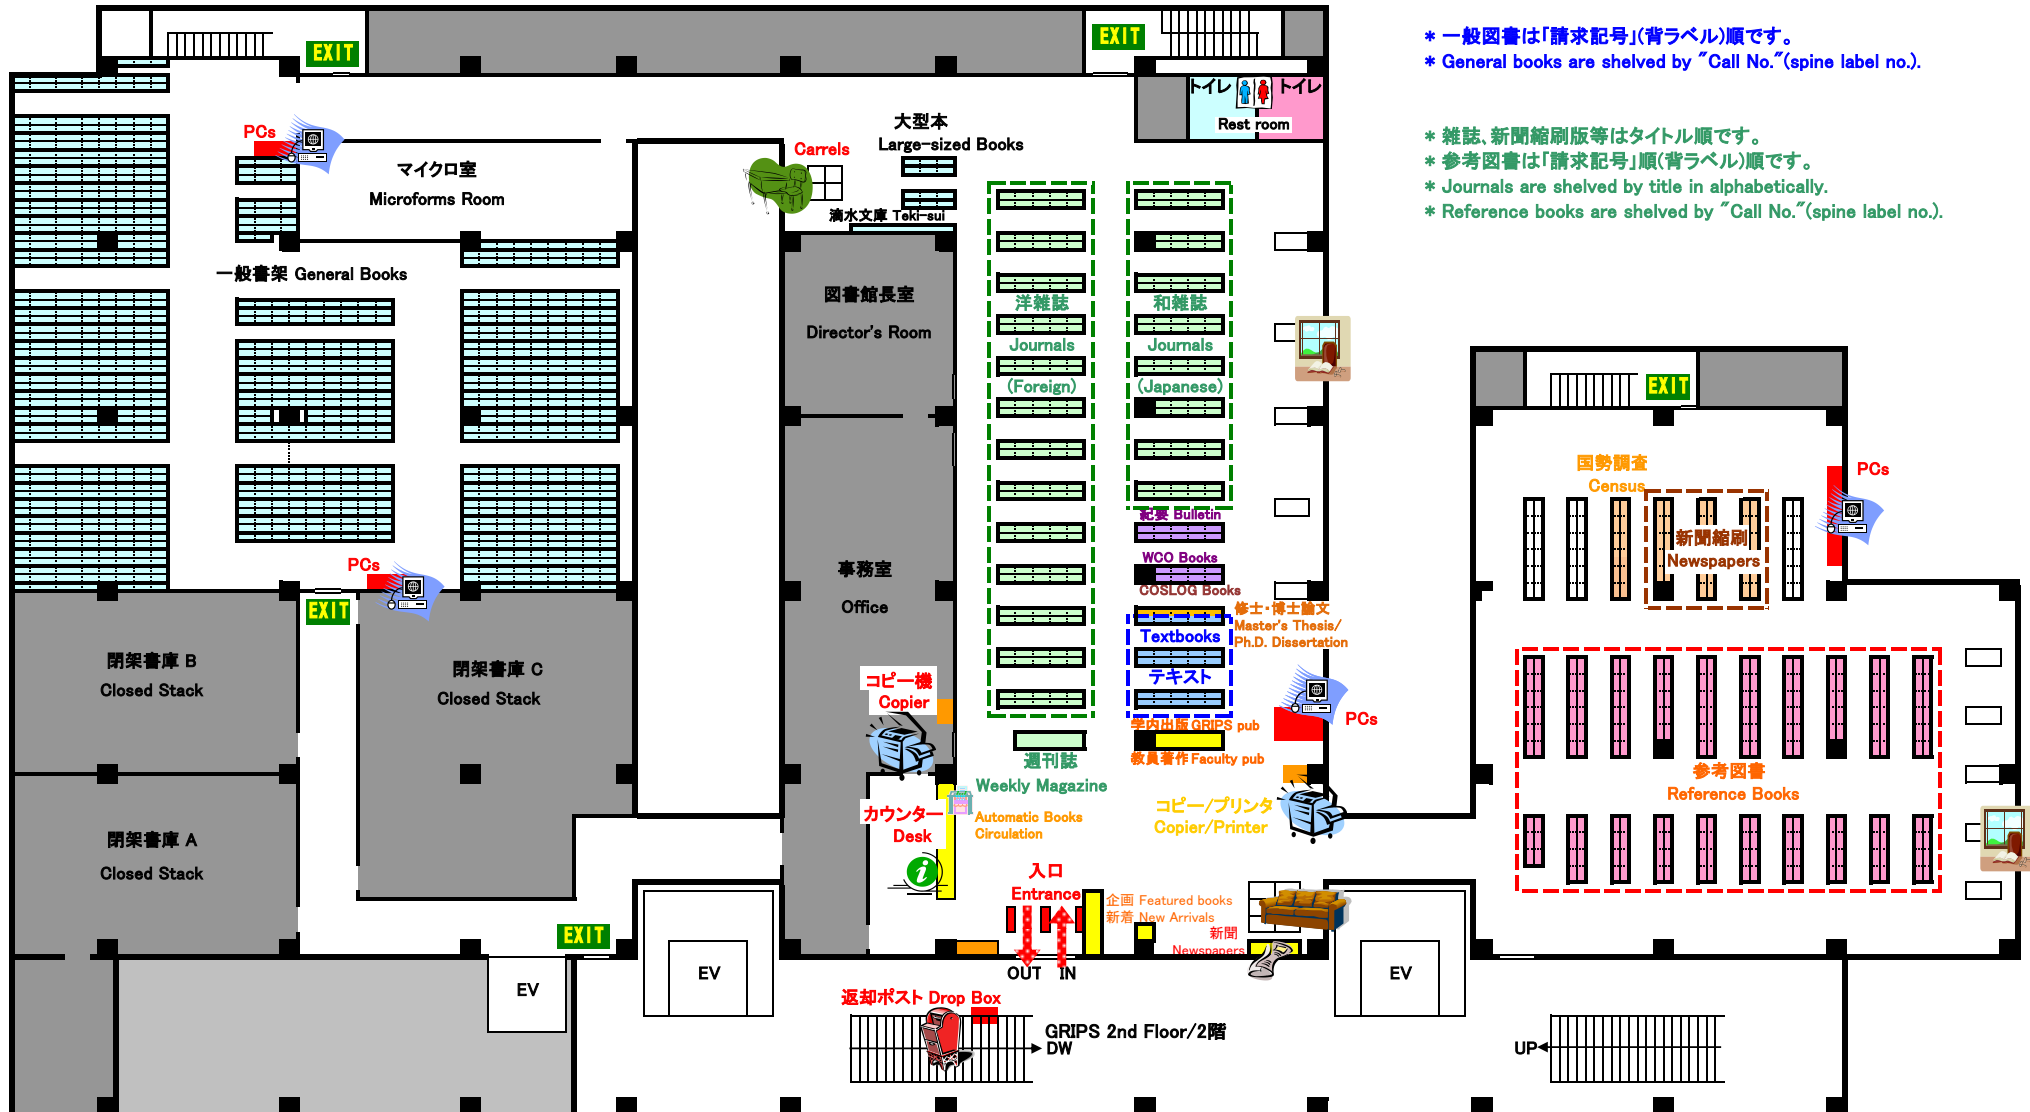 EXIT
EXIT
* 一般図書は「請求記号」(背ラベル)順です。
* General books are shelved by "Call No."(spine label no.).
トイレ
トイレ
Rest room
* 雑誌、新聞縮刷版等はタイトル順です。
* 参考図書は「請求記号」順(背ラベル)順です。
* Journals are shelved by title in alphabetically.
* Reference books are shelved by "Call No."(spine label no.).
PCs
マイクロ室
Microforms Room
Carrels
大型本
Large-sized Books
滴水文庫 Teki-sui
一般書架 General Books
図書館長室
Director's Room
洋雑誌
Journals
(Foreign)
和雑誌
Journals
(Japanese)
EXIT
国勢調査
Census
PCs
新聞縮刷
Newspapers
紀要 Bulletin
WCO Books
COSLOG Books
修士・博士論文
Master's Thesis/
Ph.D. Dissertation
Textbooks
テキスト
PCs
EXIT
事務室
Office
閉架書庫 B
Closed Stack
閉架書庫 C
Closed Stack
コピー機
Copier
学内出版 GRIPS pub
教員著作 Faculty pub
PCs
週刊誌
Weekly Magazine
参考図書
Reference Books
コピー/プリンタ
Copier/Printer
カウンター
Desk
Automatic Books
Circulation
閉架書庫 A
Closed Stack
i
入口
Entrance
企画 Featured books
新着 New Arrivals
新聞
Newspapers
EXIT
OUT
IN
EV
EV
EV
返却ポスト Drop Box
GRIPS 2nd Floor/2階
DW
UP